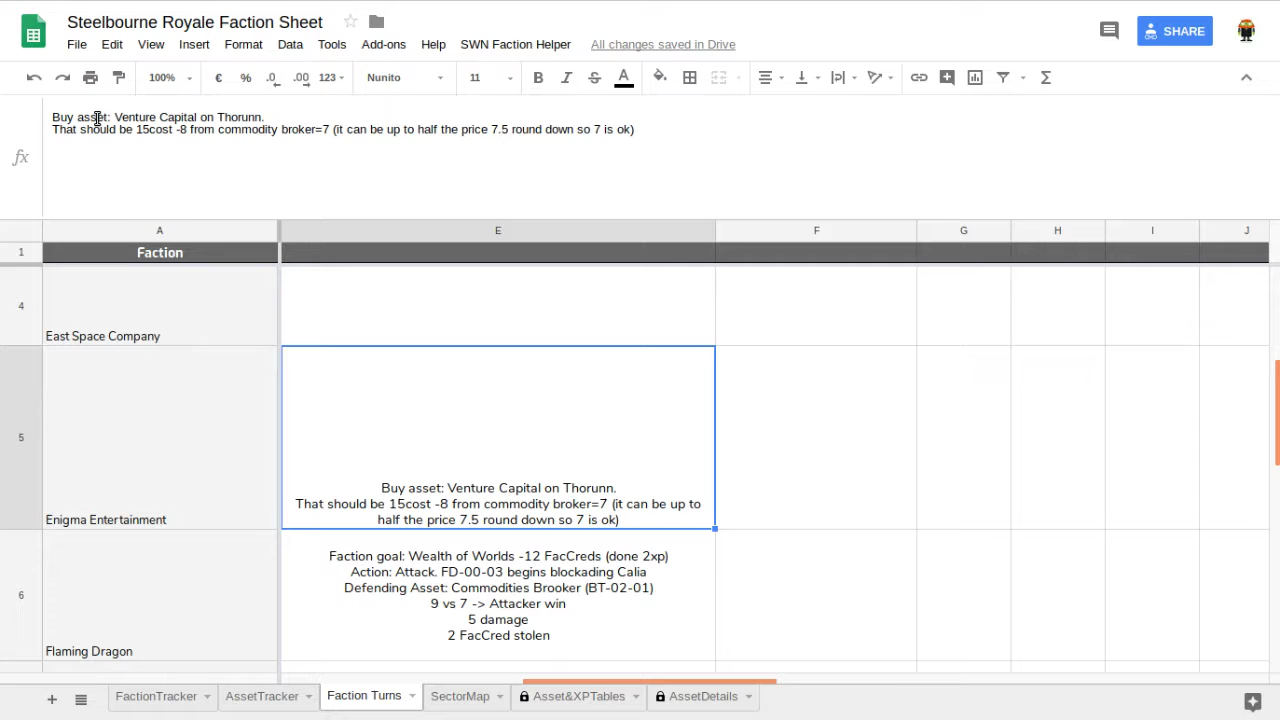 Steelbourne Royale Faction Sheet
File Edit View Insert Format Data Tools Add-ons Help SWN Faction Helper All changes saved in Drive
SHARE
100% € % .0 .00 123 Nunito 11 B I S A Σ
Buy asset: Venture Capital on Thorunn.
That should be 15cost -8 from commodity broker=7 (it can be up to half the price 7.5 round down so 7 is ok)
fx
A E F G H I J
1 Faction
4 East Space Company
5 Enigma Entertainment
Buy asset: Venture Capital on Thorunn.
That should be 15cost -8 from commodity broker=7 (it can be up to
half the price 7.5 round down so 7 is ok)
6 Flaming Dragon
Faction goal: Wealth of Worlds -12 FacCreds (done 2xp)
Action: Attack. FD-00-03 begins blockading Calia
Defending Asset: Commodities Brooker (BT-02-01)
9 vs 7 -> Attacker win
5 damage
2 FacCred stolen
FactionTracker AssetTracker Faction Turns SectorMap Asset&XPTables AssetDetails